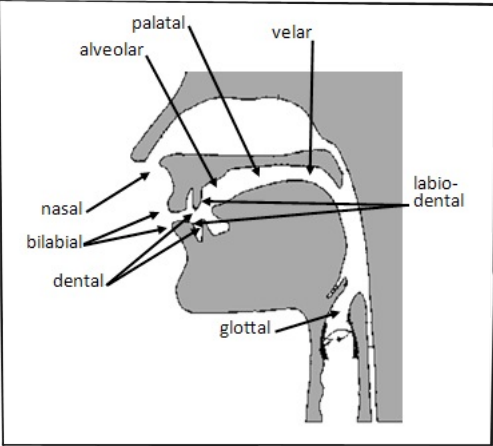 palatal
velar
alveolar
labio-
dental
nasal
bilabial
dental
glottal